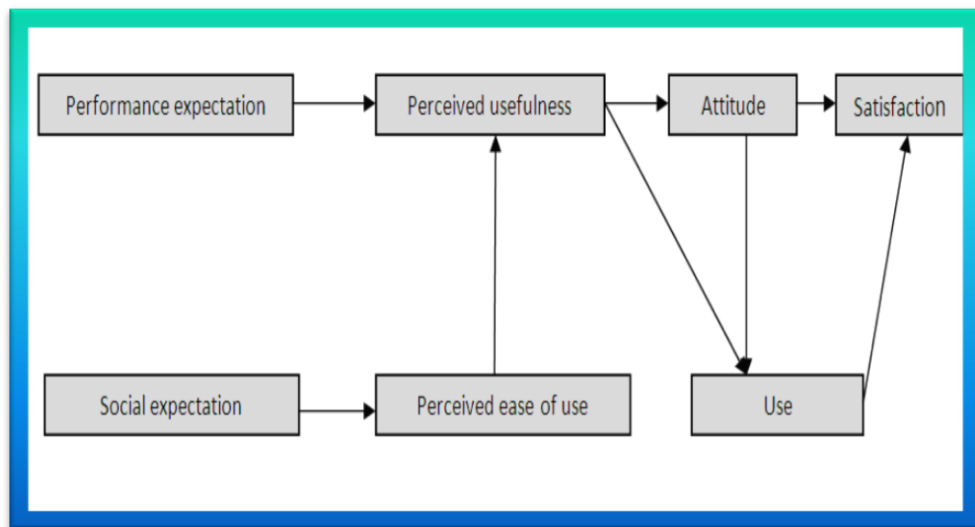 Performance expectation
Perceived usefulness
Attitude
Satisfaction
Social expectation
Perceived ease of use
Use